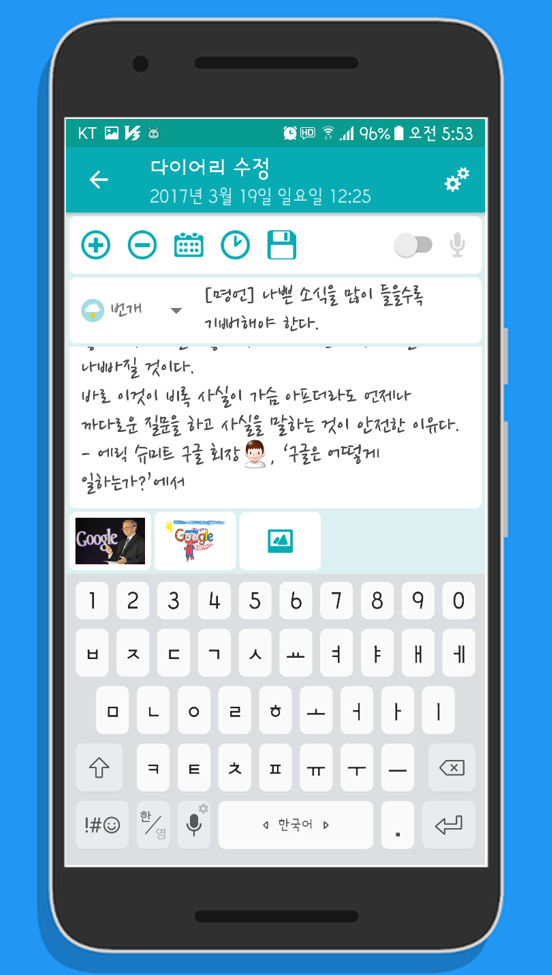 KT HD 96% 오전 5:53
다이어리 수정
2017년 3월 19일 일요일 12:25
번개
[명언] 나쁜 소식을 많이 들을수록
기뻐해야 한다.
나빠질 것이다.
바로 이것이 비록 사실이 가슴 아프더라도 언제나
까다로운 질문을 하고 사실을 말하는 것이 안전한 이유다.
- 에릭 슈미트 구글 회장 , '구글은 어떻게
일하는가?'에서
Google Google
1 2 3 4 5 6 7 8 9 0
ㅂ ㅈ ㄷ ㄱ ㅅ ㅛ ㅕ ㅑ ㅐ ㅔ
ㅁ ㄴ ㅇ ㄹ ㅎ ㅗ ㅓ ㅏ ㅣ
ㅋ ㅌ ㅊ ㅍ ㅠ ㅜ ㅡ
!#☺ 한/영 한국어 .